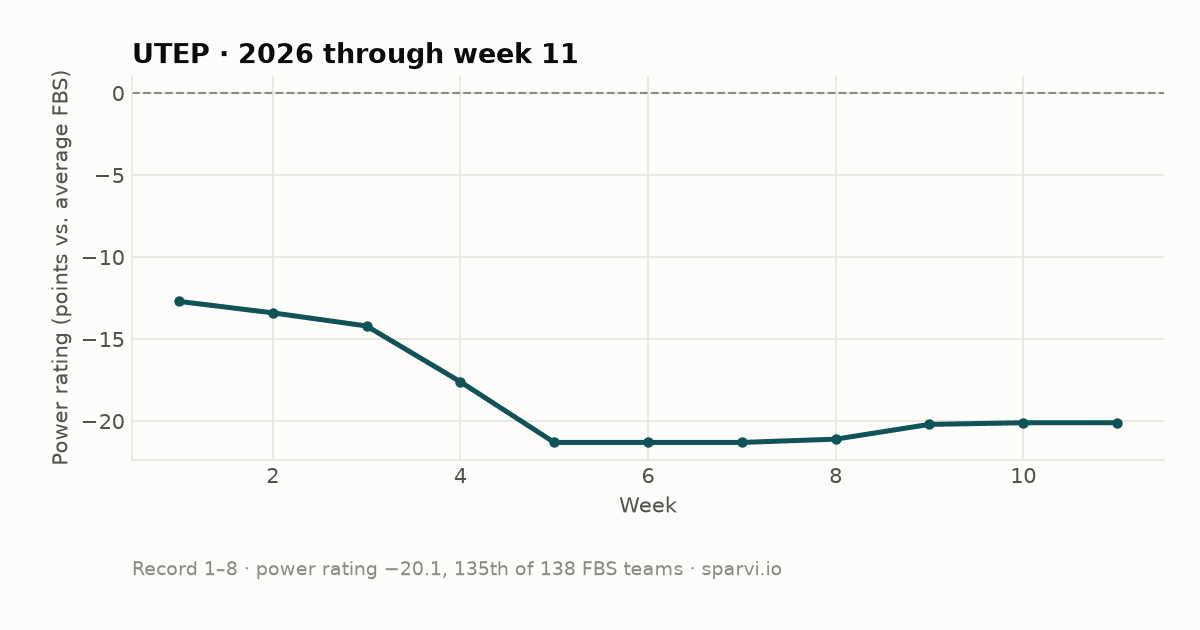 UTEP · 2026 through week 11
Power rating (points vs. average FBS)
0
−5
−10
−15
−20
2 4 6 8 10
Week
Record 1–8 · power rating −20.1, 135th of 138 FBS teams · sparvi.io